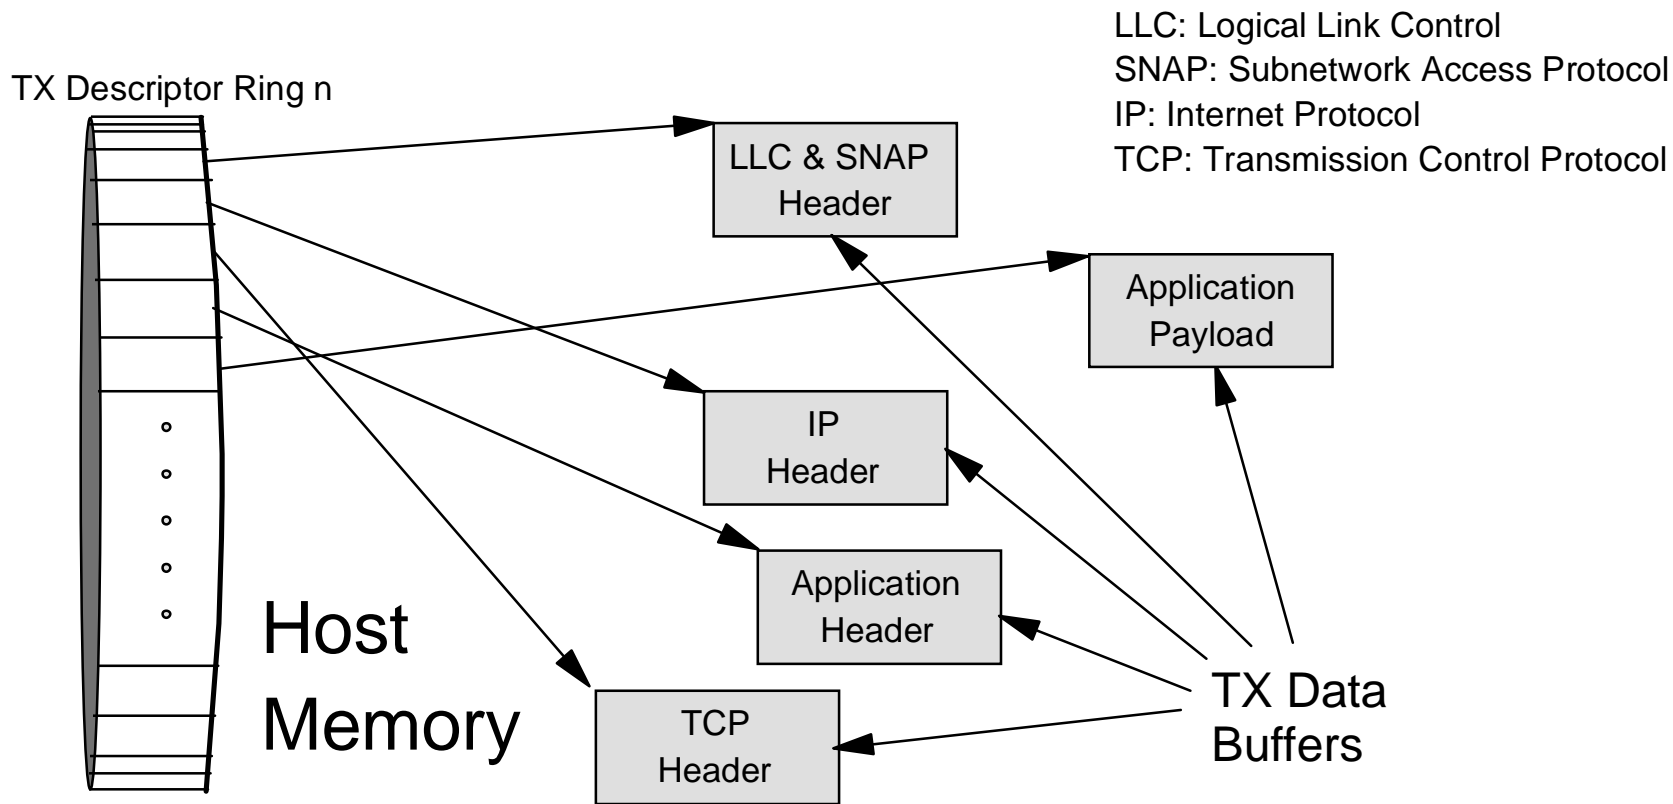 LLC: Logical Link Control
SNAP: Subnetwork Access Protocol
IP: Internet Protocol
TCP: Transmission Control Protocol
TX Descriptor Ring n
LLC & SNAP
Header
Application
Payload
IP
Header
Application
Header
TCP
Header
Host
Memory
TX Data
Buffers